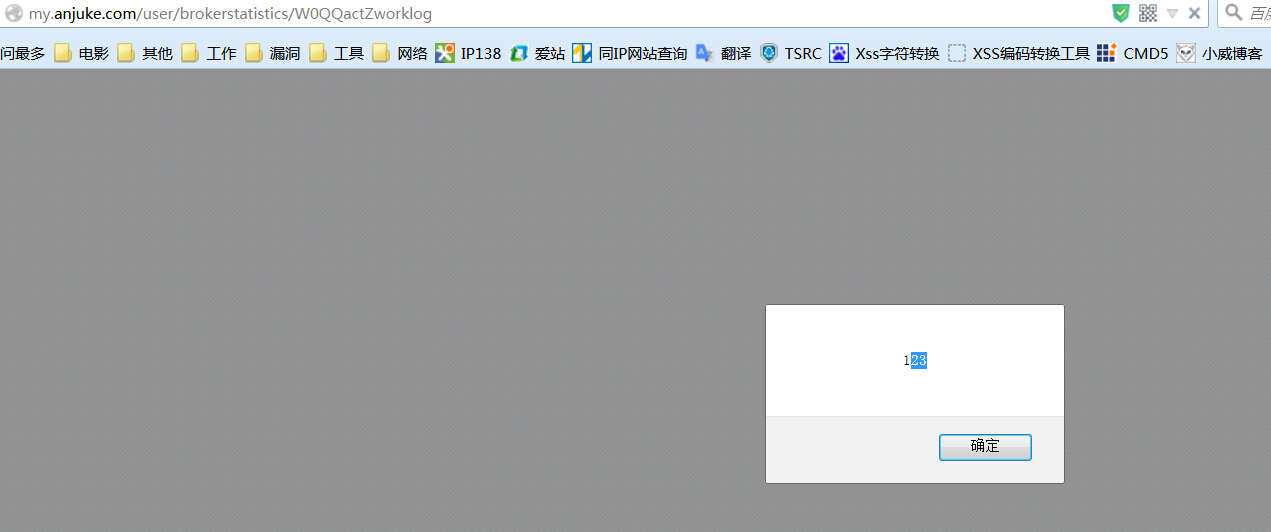 my.anjuke.com/user/brokerstatistics/W0QQactZworklog
问最多 电影 其他 工作 漏洞 工具 网络 IP138 爱站 同IP网站查询 翻译 TSRC Xss字符转换 XSS编码转换工具 CMD5 小威博客
123
确定